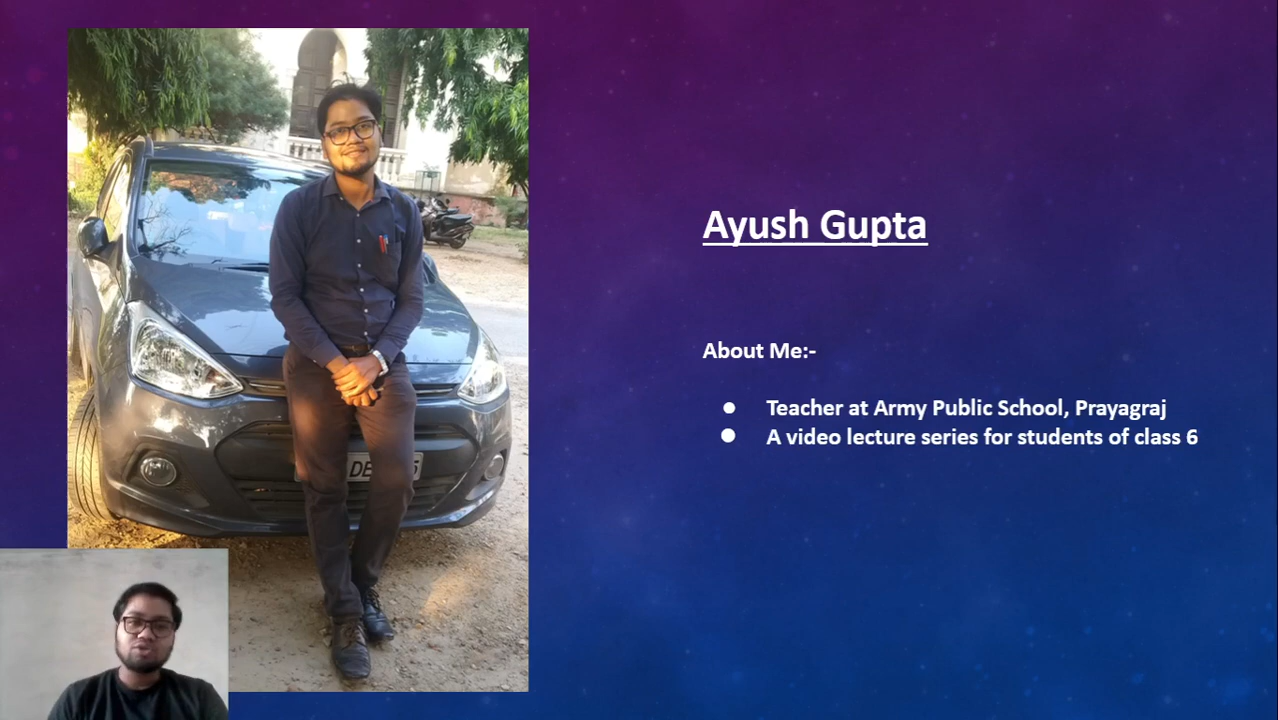 Ayush Gupta
About Me:-
● Teacher at Army Public School, Prayagraj
● A video lecture series for students of class 6